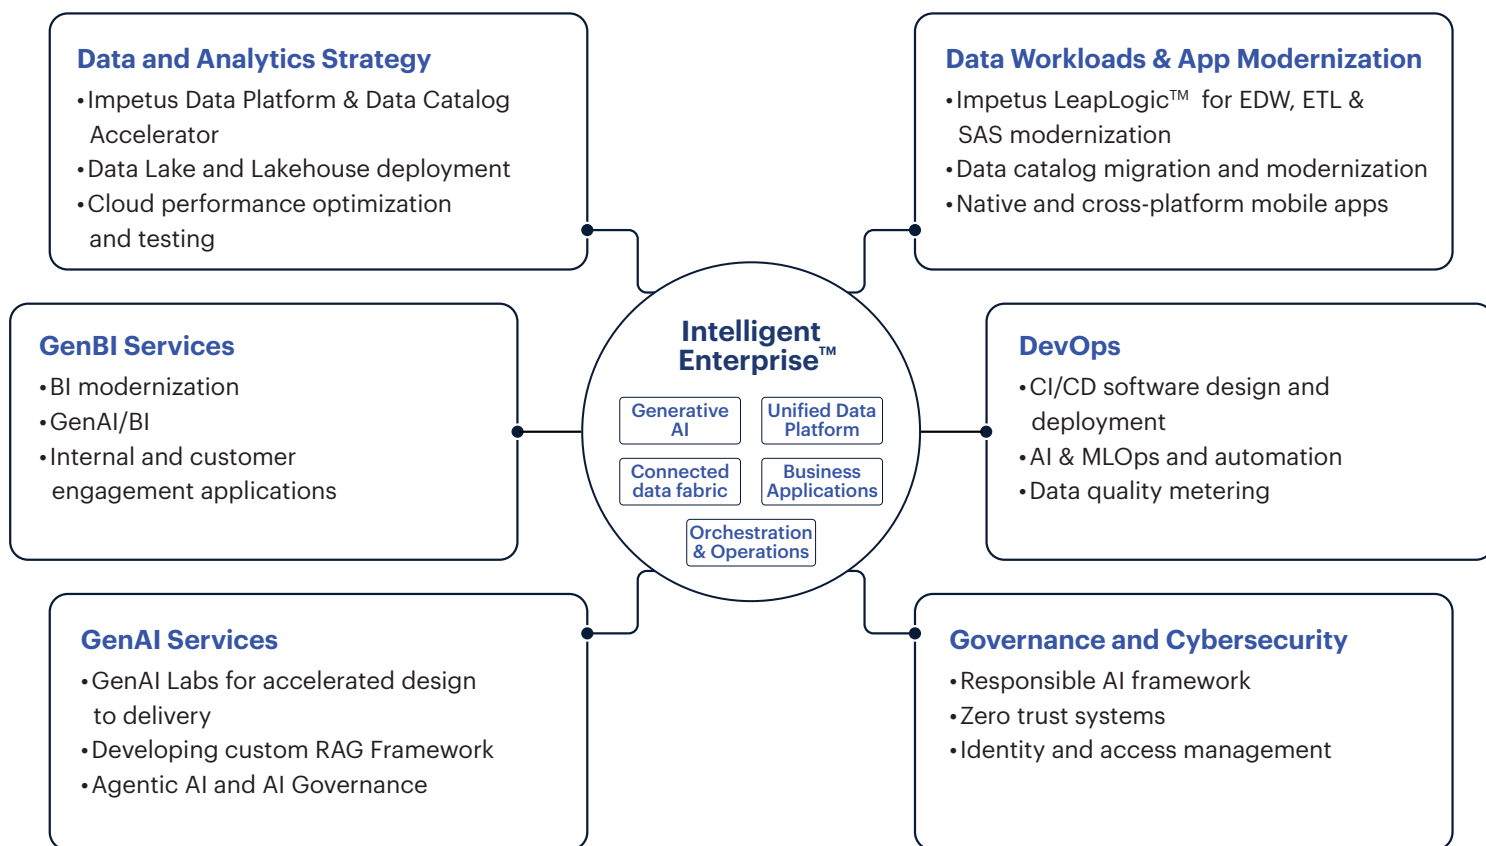 Data and Analytics Strategy
•Impetus Data Platform & Data Catalog
Accelerator
•Data Lake and Lakehouse deployment
•Cloud performance optimization
and testing
Data Workloads & App Modernization
•Impetus LeapLogic™ for EDW, ETL &
SAS modernization
•Data catalog migration and modernization
•Native and cross-platform mobile apps
GenBI Services
•BI modernization
•GenAI/BI
•Internal and customer
engagement applications
Intelligent
Enterprise™
Generative
AI
Unified Data
Platform
Connected
data fabric
Business
Applications
Orchestration
& Operations
DevOps
•CI/CD software design and
deployment
•AI & MLOps and automation
•Data quality metering
GenAI Services
•GenAI Labs for accelerated design
to delivery
•Developing custom RAG Framework
•Agentic AI and AI Governance
Governance and Cybersecurity
•Responsible AI framework
•Zero trust systems
•Identity and access management